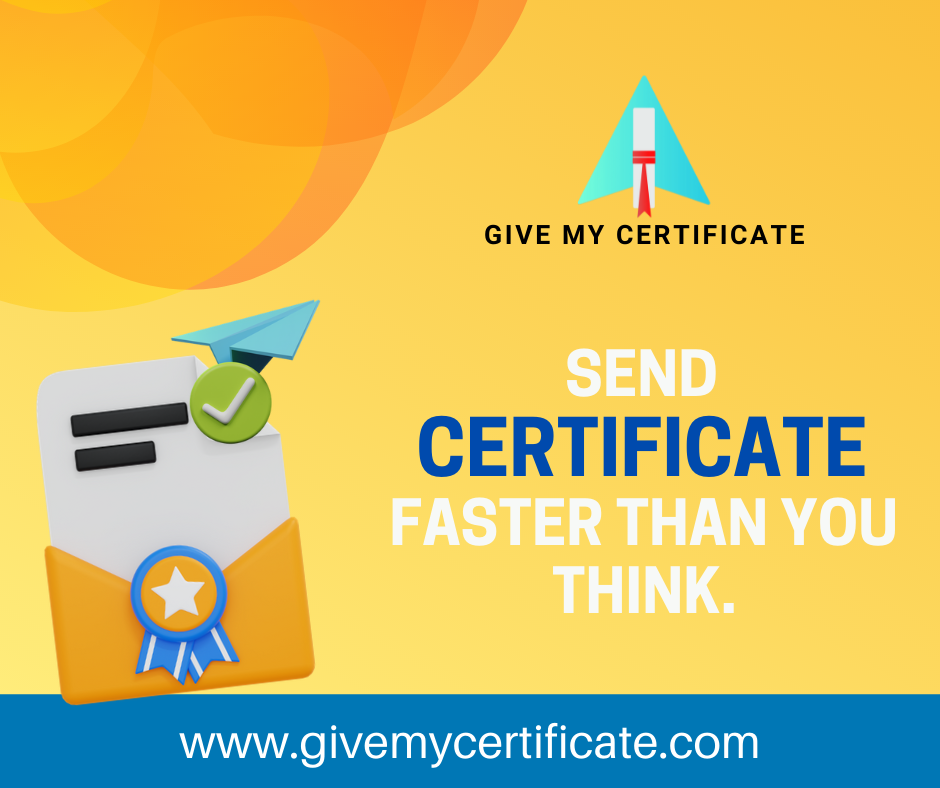 GIVE MY CERTIFICATE
SEND
CERTIFICATE
FASTER THAN YOU
THINK.
www.givemycertificate.com